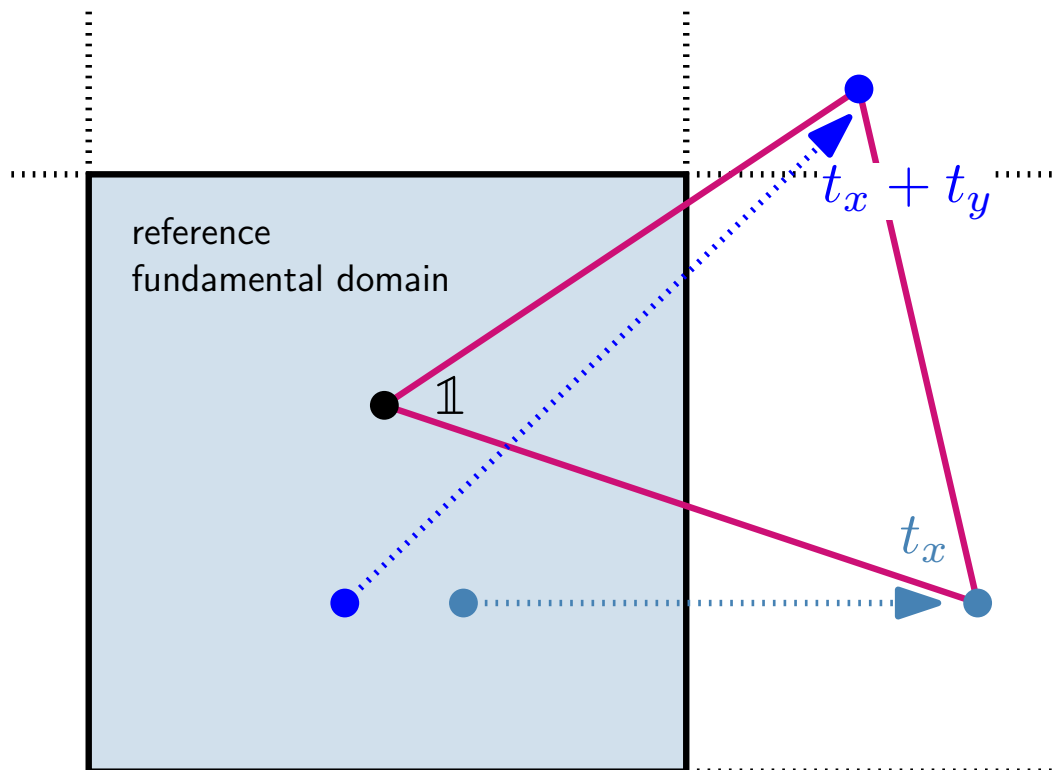 t_x + t_y
reference
fundamental domain
𝟙
t_x